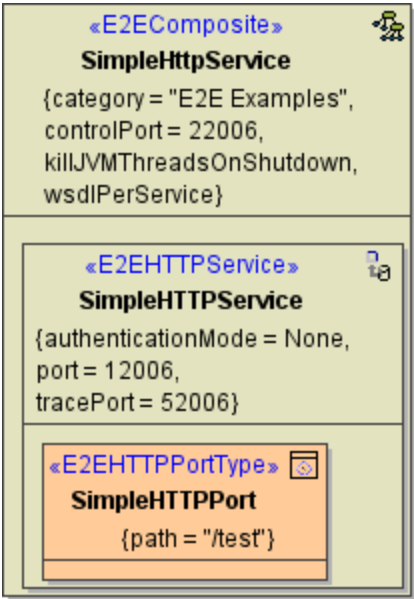 «E2EComposite»
SimpleHttpService
{category = "E2E Examples",
controlPort = 22006,
killJVMThreadsOnShutdown,
wsdlPerService}
«E2EHTTPService»
SimpleHTTPService
{authenticationMode = None,
port = 12006,
tracePort = 52006}
«E2EHTTPPortType»
SimpleHTTPPort
{path = "/test"}